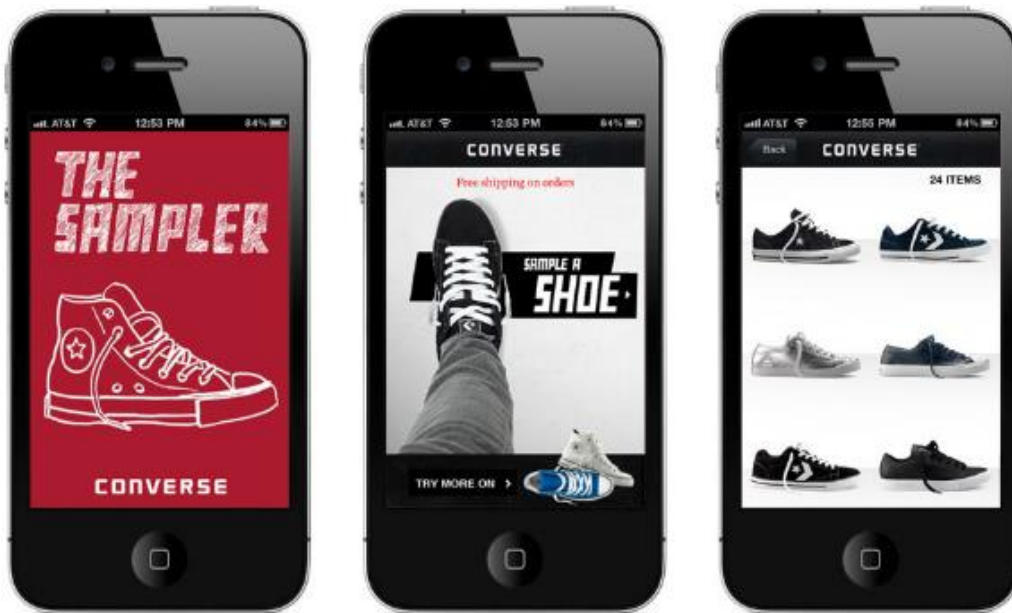 AT&T 12:53 PM 84%
THE
SAMPLER
CONVERSE
AT&T 12:53 PM 84%
CONVERSE
Free shipping on orders
SAMPLE A
SHOE
TRY MORE ON
AT&T 12:55 PM 84%
Back CONVERSE
24 ITEMS